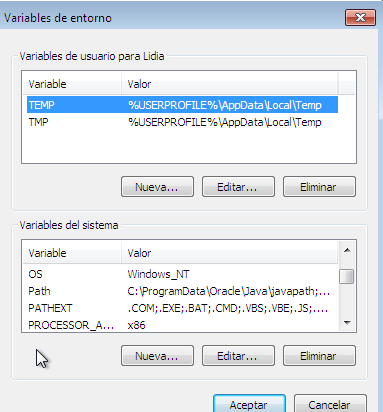 Variables de entorno
Variables de usuario para Lidia
Variable Valor
TEMP %USERPROFILE%\AppData\Local\Temp
TMP %USERPROFILE%\AppData\Local\Temp
Nueva... Editar... Eliminar
Variables del sistema
Variable Valor
OS Windows_NT
Path C:\ProgramData\Oracle\Java\javapath;...
PATHEXT .COM;.EXE;.BAT;.CMD;.VBS;.VBE;.JS;....
PROCESSOR_A... x86
Nueva... Editar... Eliminar
Aceptar Cancelar